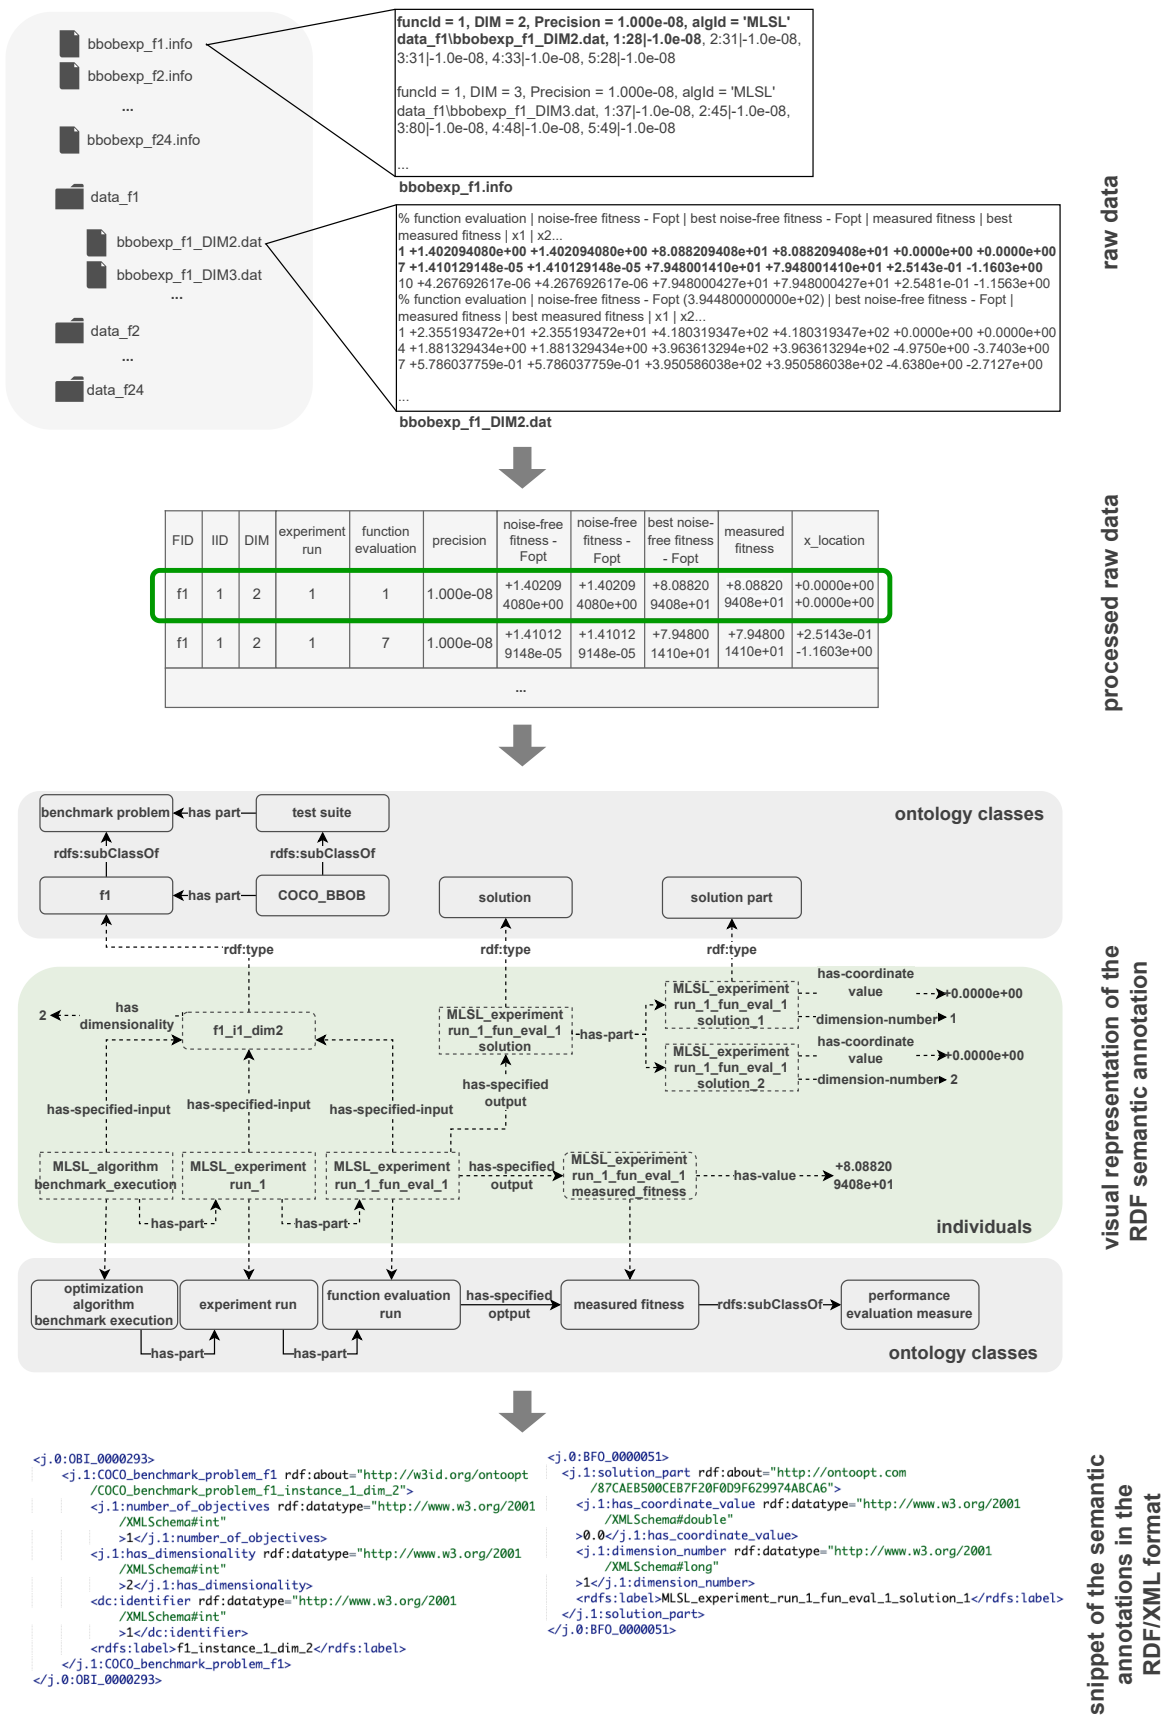 bbobexp_f1.info
bbobexp_f2.info
...
bbobexp_f24.info
data_f1
bbobexp_f1_DIM2.dat
bbobexp_f1_DIM3.dat
...
data_f2
...
data_f24
funcId = 1, DIM = 2, Precision = 1.000e-08, algId = 'MLSL'
data_f1\bbobexp_f1_DIM2.dat, 1:28|-1.0e-08, 2:31|-1.0e-08,
3:31|-1.0e-08, 4:33|-1.0e-08, 5:28|-1.0e-08
funcId = 1, DIM = 3, Precision = 1.000e-08, algId = 'MLSL'
data_f1\bbobexp_f1_DIM3.dat, 1:37|-1.0e-08, 2:45|-1.0e-08,
3:80|-1.0e-08, 4:48|-1.0e-08, 5:49|-1.0e-08
...
bbobexp_f1.info
% function evaluation | noise-free fitness - Fopt | best noise-free fitness - Fopt | measured fitness | best
measured fitness | x1 | x2...
1 +1.402094080e+00 +1.402094080e+00 +8.088209408e+01 +8.088209408e+01 +0.0000e+00 +0.0000e+00
7 +1.410129148e-05 +1.410129148e-05 +7.948001410e+01 +7.948001410e+01 +2.5143e-01 -1.1603e+00
10 +4.267692617e-06 +4.267692617e-06 +7.948000427e+01 +7.948000427e+01 +2.5481e-01 -1.1563e+00
% function evaluation | noise-free fitness - Fopt (3.944800000000e+02) | best noise-free fitness - Fopt |
measured fitness | best measured fitness | x1 | x2...
1 +2.355193472e+01 +2.355193472e+01 +4.180319347e+02 +4.180319347e+02 +0.0000e+00 +0.0000e+00
4 +1.881329434e+00 +1.881329434e+00 +3.963613294e+02 +3.963613294e+02 -4.9750e+00 -3.7403e+00
7 +5.786037759e-01 +5.786037759e-01 +3.950586038e+02 +3.950586038e+02 -4.6380e+00 -2.7127e+00
...
bbobexp_f1_DIM2.dat
raw data
FID
IID
DIM
experiment
run
function
evaluation
precision
noise-free
fitness -
Fopt
noise-free
fitness -
Fopt
best noise-
free fitness
- Fopt
measured
fitness
x_location
f1
1
2
1
1
1.000e-08
+1.40209
4080e+00
+1.40209
4080e+00
+8.08820
9408e+01
+8.08820
9408e+01
+0.0000e+00
+0.0000e+00
f1
1
2
1
7
1.000e-08
+1.41012
9148e-05
+1.41012
9148e-05
+7.94800
1410e+01
+7.94800
1410e+01
+2.5143e-01
-1.1603e+00
...
processed raw data
benchmark problem
has part
test suite
ontology classes
rdfs:subClassOf
rdfs:subClassOf
f1
has part
COCO_BBOB
solution
solution part
rdf:type
rdf:type
rdf:type
2
has
dimensionality
f1_i1_dim2
MLSL_experiment
run_1_fun_eval_1
solution
has-part
MLSL_experiment
run_1_fun_eval_1
solution_1
has-coordinate
value
+0.0000e+00
dimension-number
1
MLSL_experiment
run_1_fun_eval_1
solution_2
has-coordinate
value
+0.0000e+00
dimension-number
2
has-specified-input
has-specified-input
has-specified-input
has-specified
output
MLSL_algorithm
benchmark_execution
MLSL_experiment
run_1
MLSL_experiment
run_1_fun_eval_1
has-specified
output
MLSL_experiment
run_1_fun_eval_1
measured_fitness
has-value
+8.08820
9408e+01
has-part
has-part
individuals
optimization
algorithm
benchmark execution
experiment run
function evaluation
run
has-specified
optput
measured fitness
rdfs:subClassOf
performance
evaluation measure
has-part
has-part
ontology classes
visual representation of the
RDF semantic annotation
<j.0:OBI_0000293>
<j.1:COCO_benchmark_problem_f1 rdf:about="http://w3id.org/ontoopt
/COCO_benchmark_problem_f1_instance_1_dim_2">
<j.1:number_of_objectives rdf:datatype="http://www.w3.org/2001
/XMLSchema#int"
>1</j.1:number_of_objectives>
<j.1:has_dimensionality rdf:datatype="http://www.w3.org/2001
/XMLSchema#int"
>2</j.1:has_dimensionality>
<dc:identifier rdf:datatype="http://www.w3.org/2001
/XMLSchema#int"
>1</dc:identifier>
<rdfs:label>f1_instance_1_dim_2</rdfs:label>
</j.1:COCO_benchmark_problem_f1>
</j.0:OBI_0000293>
<j.0:BFO_0000051>
<j.1:solution_part rdf:about="http://ontoopt.com
/87CAEB500CEB7F20F0D9F629974ABCA6">
<j.1:has_coordinate_value rdf:datatype="http://www.w3.org/2001
/XMLSchema#double"
>0.0</j.1:has_coordinate_value>
<j.1:dimension_number rdf:datatype="http://www.w3.org/2001
/XMLSchema#long"
>1</j.1:dimension_number>
<rdfs:label>MLSL_experiment_run_1_fun_eval_1_solution_1</rdfs:label>
</j.1:solution_part>
</j.0:BFO_0000051>
snippet of the semantic
annotations in the
RDF/XML format